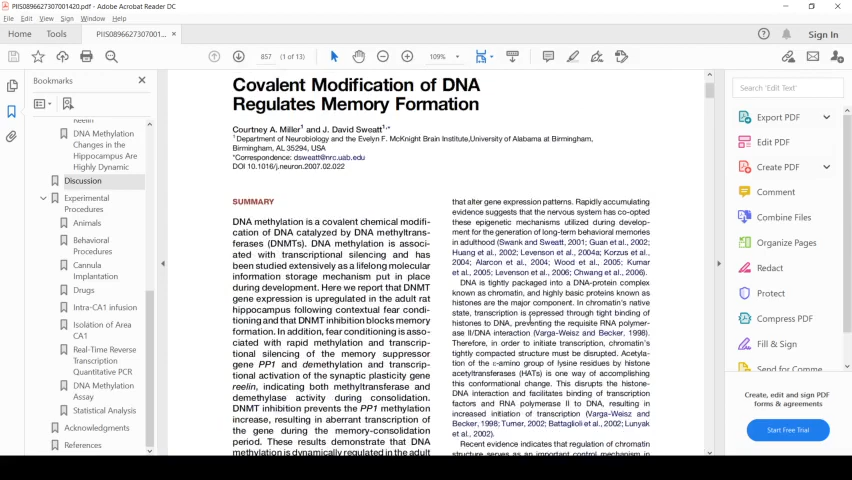 PIIS0896627307001420.pdf - Adobe Acrobat Reader DC
File Edit View Sign Window Help
Home Tools PIIS0896627307001... ×
Sign In
857 (1 of 13) 109%
Bookmarks
Reelin
DNA Methylation
Changes in the
Hippocampus Are
Highly Dynamic
Discussion
Experimental
Procedures
Animals
Behavioral
Procedures
Cannula
Implantation
Drugs
Intra-CA1 infusion
Isolation of Area
CA1
Real-Time Reverse
Transcription
Quantitative PCR
DNA Methylation
Assay
Statistical Analysis
Acknowledgments
References
Covalent Modification of DNA
Regulates Memory Formation
Courtney A. Miller1 and J. David Sweatt1,*
1 Department of Neurobiology and the Evelyn F. McKnight Brain Institute,University of Alabama at Birmingham,
Birmingham, AL 35294, USA
*Correspondence: dsweatt@nrc.uab.edu
DOI 10.1016/j.neuron.2007.02.022
SUMMARY
DNA methylation is a covalent chemical modifi-
cation of DNA catalyzed by DNA methyltrans-
ferases (DNMTs). DNA methylation is associ-
ated with transcriptional silencing and has
been studied extensively as a lifelong molecular
information storage mechanism put in place
during development. Here we report that DNMT
gene expression is upregulated in the adult rat
hippocampus following contextual fear condi-
tioning and that DNMT inhibition blocks memory
formation. In addition, fear conditioning is asso-
ciated with rapid methylation and transcrip-
tional silencing of the memory suppressor
gene PP1 and demethylation and transcrip-
tional activation of the synaptic plasticity gene
reelin, indicating both methyltransferase and
demethylase activity during consolidation.
DNMT inhibition prevents the PP1 methylation
increase, resulting in aberrant transcription of
the gene during the memory-consolidation
period. These results demonstrate that DNA
methylation is dynamically regulated in the adult
that alter gene expression patterns. Rapidly accumulating
evidence suggests that the nervous system has co-opted
these epigenetic mechanisms utilized during develop-
ment for the generation of long-term behavioral memories
in adulthood (Swank and Sweatt, 2001; Guan et al., 2002;
Huang et al., 2002; Levenson et al., 2004a; Korzus et al.,
2004; Alarcon et al., 2004; Wood et al., 2005; Kumar
et al., 2005; Levenson et al., 2006; Chwang et al., 2006).
DNA is tightly packaged into a DNA-protein complex
known as chromatin, and highly basic proteins known as
histones are the major component. In chromatin's native
state, transcription is repressed through tight binding of
histones to DNA, preventing the requisite RNA polymer-
ase II/DNA interaction (Varga-Weisz and Becker, 1998).
Therefore, in order to initiate transcription, chromatin's
tightly compacted structure must be disrupted. Acetyla-
tion of the ε-amino group of lysine residues by histone
acetyltransferases (HATs) is one way of accomplishing
this conformational change. This disrupts the histone-
DNA interaction and facilitates binding of transcription
factors and RNA polymerase II to DNA, resulting in
increased initiation of transcription (Varga-Weisz and
Becker, 1998; Turner, 2002; Battaglioli et al., 2002; Lunyak
et al., 2002).
Recent evidence indicates that regulation of chromatin
structure serves as an important control mechanism in
Search 'Edit Text'
Export PDF
Edit PDF
Create PDF
Comment
Combine Files
Organize Pages
Redact
Protect
Compress PDF
Fill & Sign
Send for Comme
Create, edit and sign PDF
forms & agreements
Start Free Trial